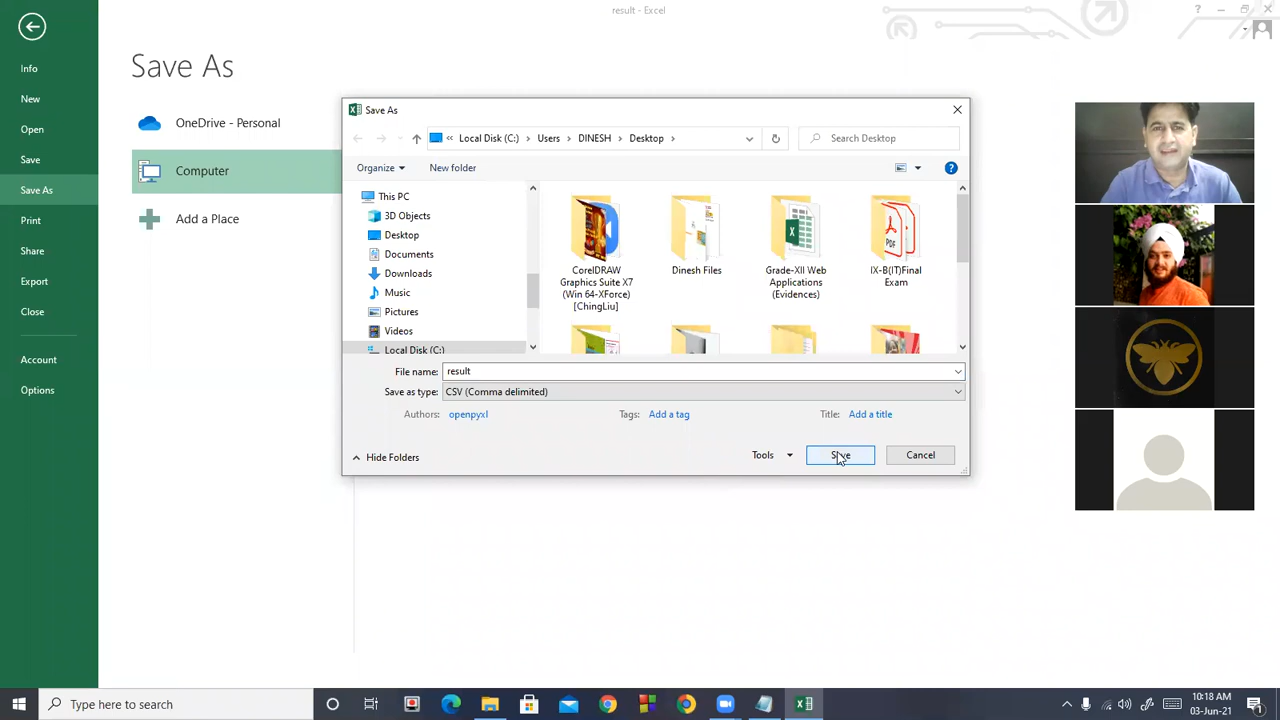 result - Excel
?
Save As
Info
New
Open
Save
Save As
Print
Share
Export
Close
Account
Options
OneDrive - Personal
Computer
Add a Place
Save As
« Local Disk (C:) › Users › DINESH › Desktop ›
Search Desktop
Organize
New folder
?
This PC
3D Objects
Desktop
Documents
Downloads
Music
Pictures
Videos
Local Disk (C:)
CorelDRAW
Graphics Suite X7
(Win 64-XForce)
[ChingLiu]
Dinesh Files
Grade-XII Web
Applications
(Evidences)
PDF
IX-B(IT)Final
Exam
File name: result
Save as type: CSV (Comma delimited)
Authors: openpyxl
Tags: Add a tag
Title: Add a title
Hide Folders
Tools
Save
Cancel
Type here to search
10:18 AM
03-Jun-21
1